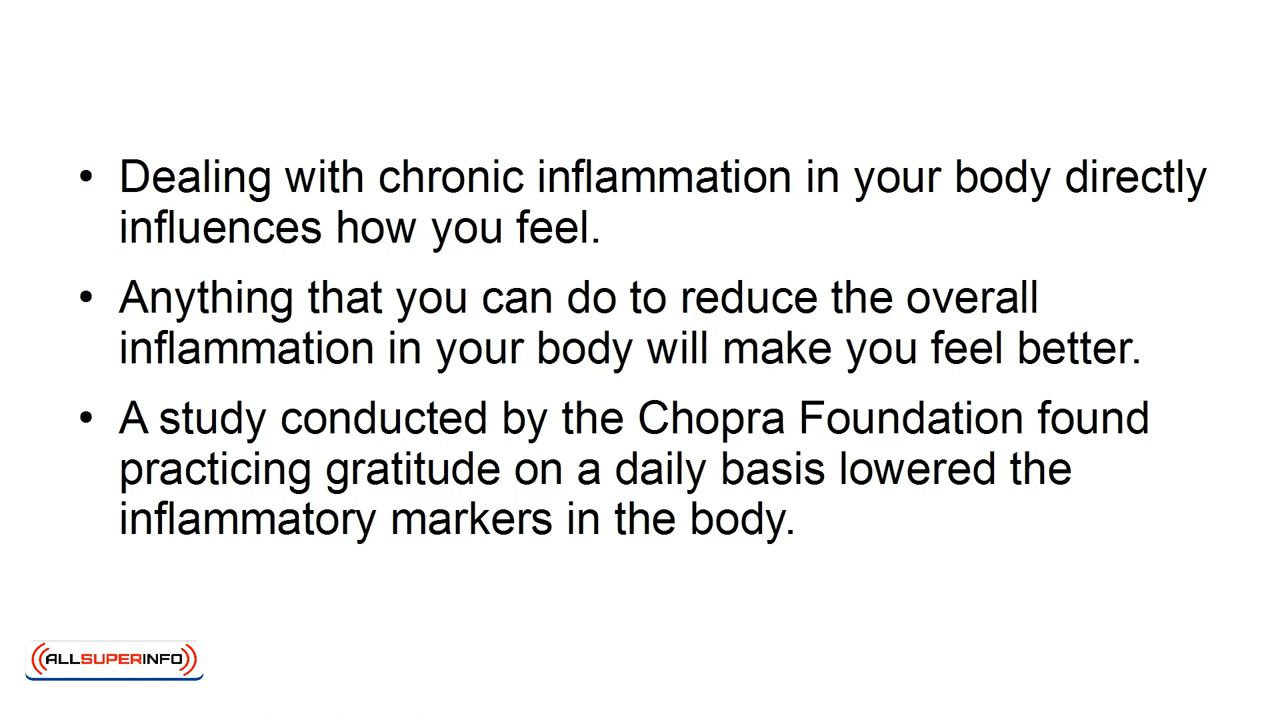 • Dealing with chronic inflammation in your body directly
influences how you feel.
• Anything that you can do to reduce the overall
inflammation in your body will make you feel better.
• A study conducted by the Chopra Foundation found
practicing gratitude on a daily basis lowered the
inflammatory markers in the body.
ALLSUPERINFO